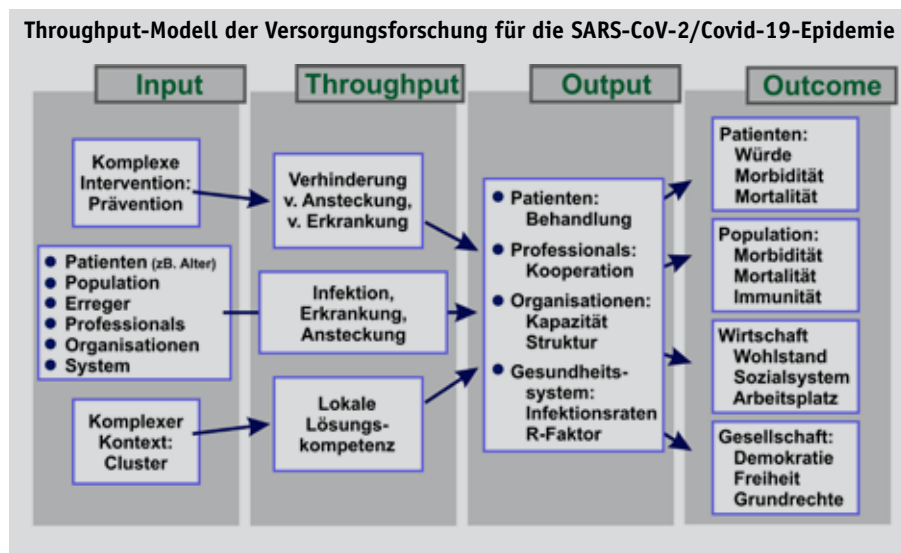 Throughput-Modell der Versorgungsforschung für die SARS-CoV-2/Covid-19-Epidemie
Input
Throughput
Output
Outcome
Komplexe
Intervention:
Prävention
• Patienten (zB. Alter)
• Population
• Erreger
• Professionals
• Organisationen
• System
Komplexer
Kontext:
Cluster
Verhinderung
v. Ansteckung,
v. Erkrankung
Infektion,
Erkrankung,
Ansteckung
Lokale
Lösungs-
kompetenz
• Patienten:
Behandlung
• Professionals:
Kooperation
• Organisationen:
Kapazität
Struktur
• Gesundheits-
system:
Infektionsraten
R-Faktor
Patienten:
Würde
Morbidität
Mortalität
Population:
Morbidität
Mortalität
Immunität
Wirtschaft
Wohlstand
Sozialsystem
Arbeitsplatz
Gesellschaft:
Demokratie
Freiheit
Grundrechte